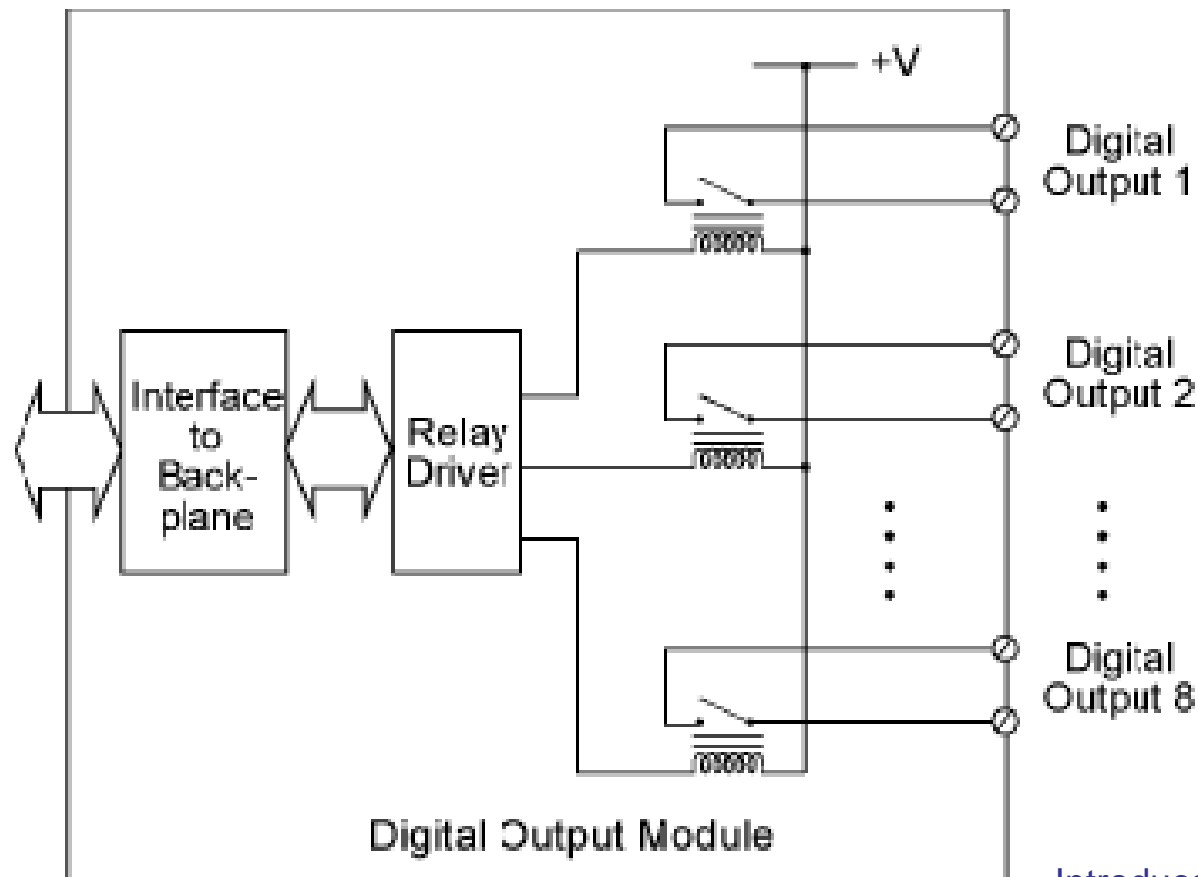 +V
Digital
Output 1
Digital
Output 2
Interface
to
Back-
plane
Relay
Driver
Digital
Output 8
Digital Output Module